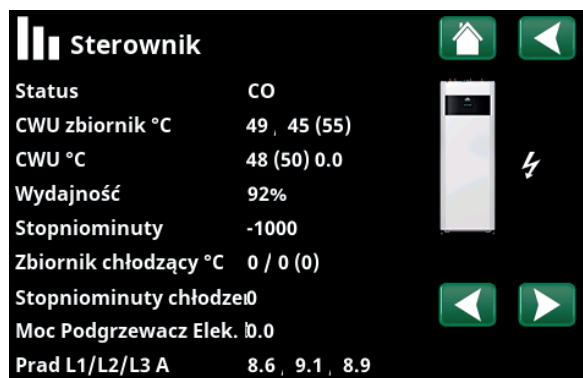 Sterownik
Status CO
CWU zbiornik °C 49 , 45 (55)
CWU °C 48 (50) 0.0
Wydajność 92%
Stopniominuty -1000
Zbiornik chłodzący °C 0 / 0 (0)
Stopniominuty chłodzen 0
Moc Podgrzewacz Elek. 0.0
Prad L1/L2/L3 A 8.6 , 9.1 , 8.9